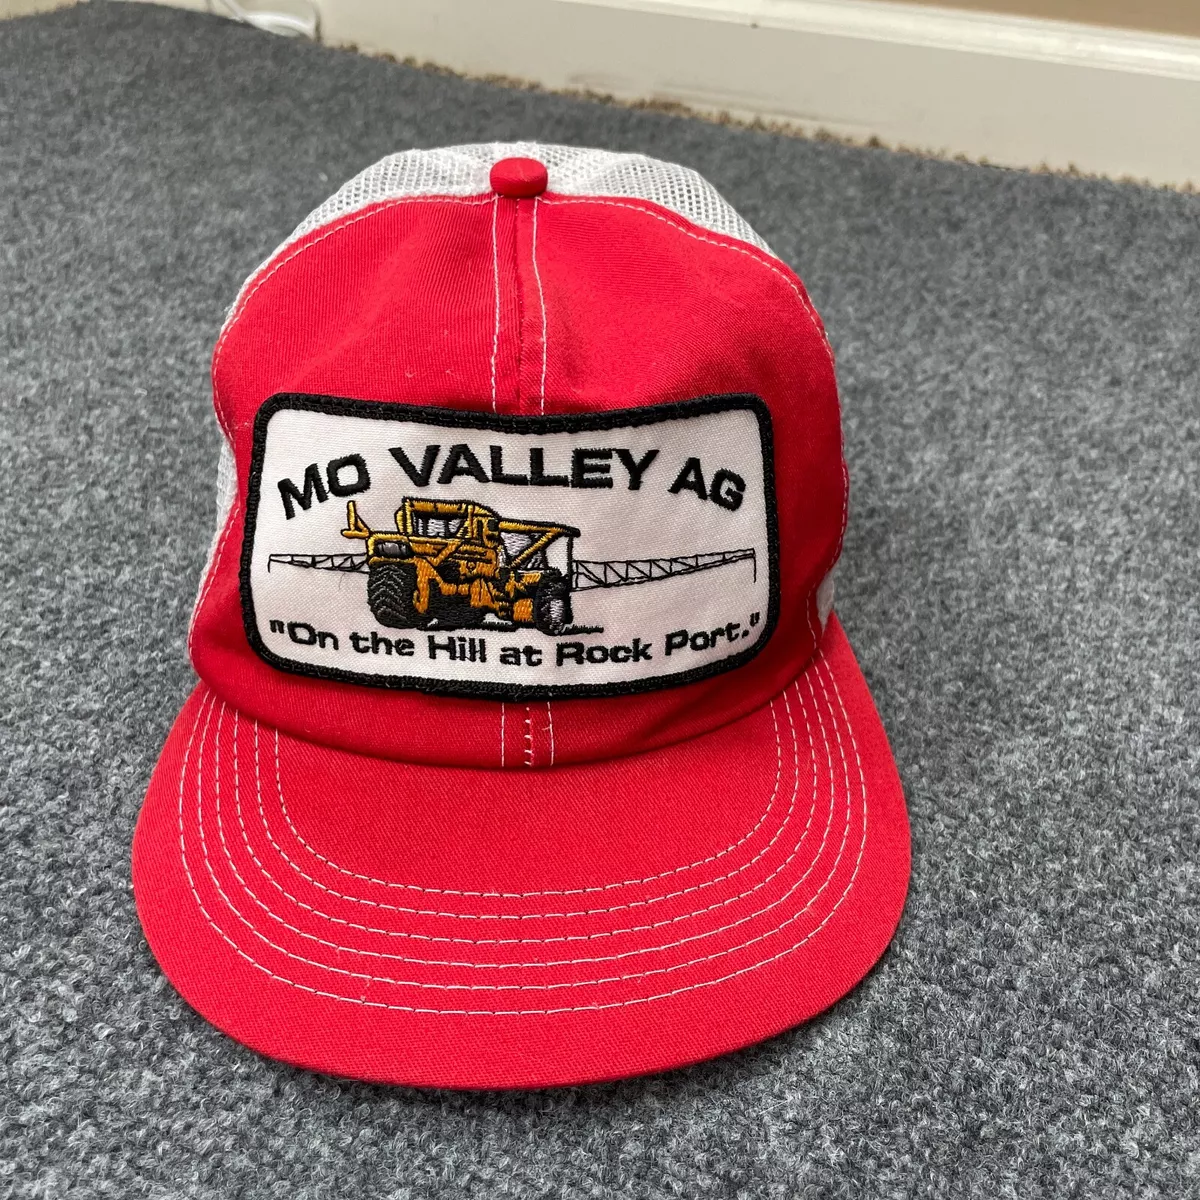 MO VALLEY AG
"On the Hill at Rock Port."